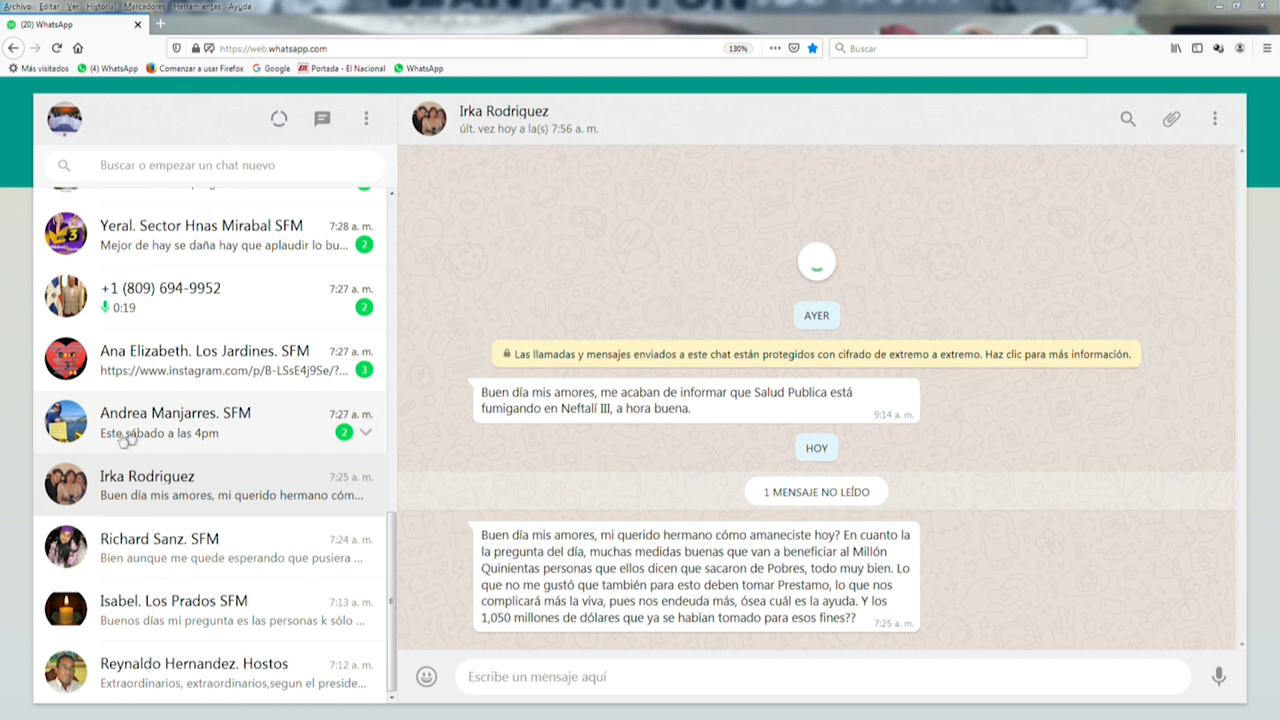 Archivo Editar Ver Historial Marcadores Herramientas Ayuda
(20) WhatsApp
https://web.whatsapp.com
130%
Buscar
Más visitados
(4) WhatsApp
Comenzar a usar Firefox
Google
Portada - El Nacional
WhatsApp
Irka Rodriguez
últ. vez hoy a la(s) 7:56 a. m.
Buscar o empezar un chat nuevo
Yeral. Sector Hnas Mirabal SFM
7:28 a. m.
Mejor de hay se daña hay que aplaudir lo bu...
2
+1 (809) 694-9952
7:27 a. m.
0:19
2
Ana Elizabeth. Los Jardines. SFM
7:27 a. m.
https://www.instagram.com/p/B-LSsE4j9Se/?...
3
Andrea Manjarres. SFM
7:27 a. m.
Este sábado a las 4pm
2
Irka Rodriguez
7:25 a. m.
Buen día mis amores, mi querido hermano cóm...
Richard Sanz. SFM
7:24 a. m.
Bien aunque me quede esperando que pusiera ...
Isabel. Los Prados SFM
7:13 a. m.
Buenos días mi pregunta es las personas k sólo ...
Reynaldo Hernandez. Hostos
7:12 a. m.
Extraordinarios, extraordinarios,segun el preside...
AYER
Las llamadas y mensajes enviados a este chat están protegidos con cifrado de extremo a extremo. Haz clic para más información.
Buen día mis amores, me acaban de informar que Salud Publica está
fumigando en Neftalí III, a hora buena.
9:14 a. m.
HOY
1 MENSAJE NO LEÍDO
Buen día mis amores, mi querido hermano cómo amaneciste hoy? En cuanto la
la pregunta del día, muchas medidas buenas que van a beneficiar al Millón
Quinientas personas que ellos dicen que sacaron de Pobres, todo muy bien. Lo
que no me gustó que también para esto deben tomar Prestamo, lo que nos
complicará más la viva, pues nos endeuda más, ósea cuál es la ayuda. Y los
1,050 millones de dólares que ya se habían tomado para esos fines??
7:25 a. m.
Escribe un mensaje aquí